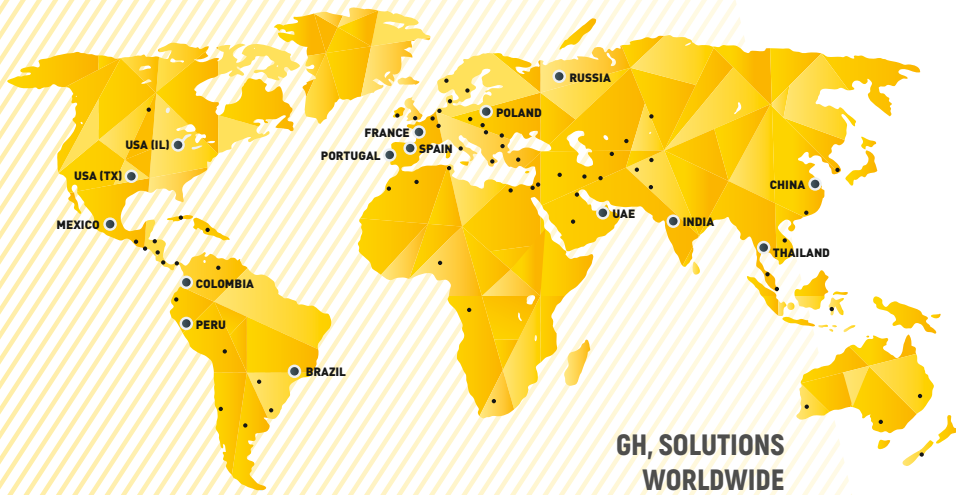 RUSSIA
POLAND
FRANCE
USA (IL)
SPAIN
PORTUGAL
USA (TX)
CHINA
UAE
INDIA
MEXICO
THAILAND
COLOMBIA
PERU
BRAZIL
GH, SOLUTIONS
WORLDWIDE